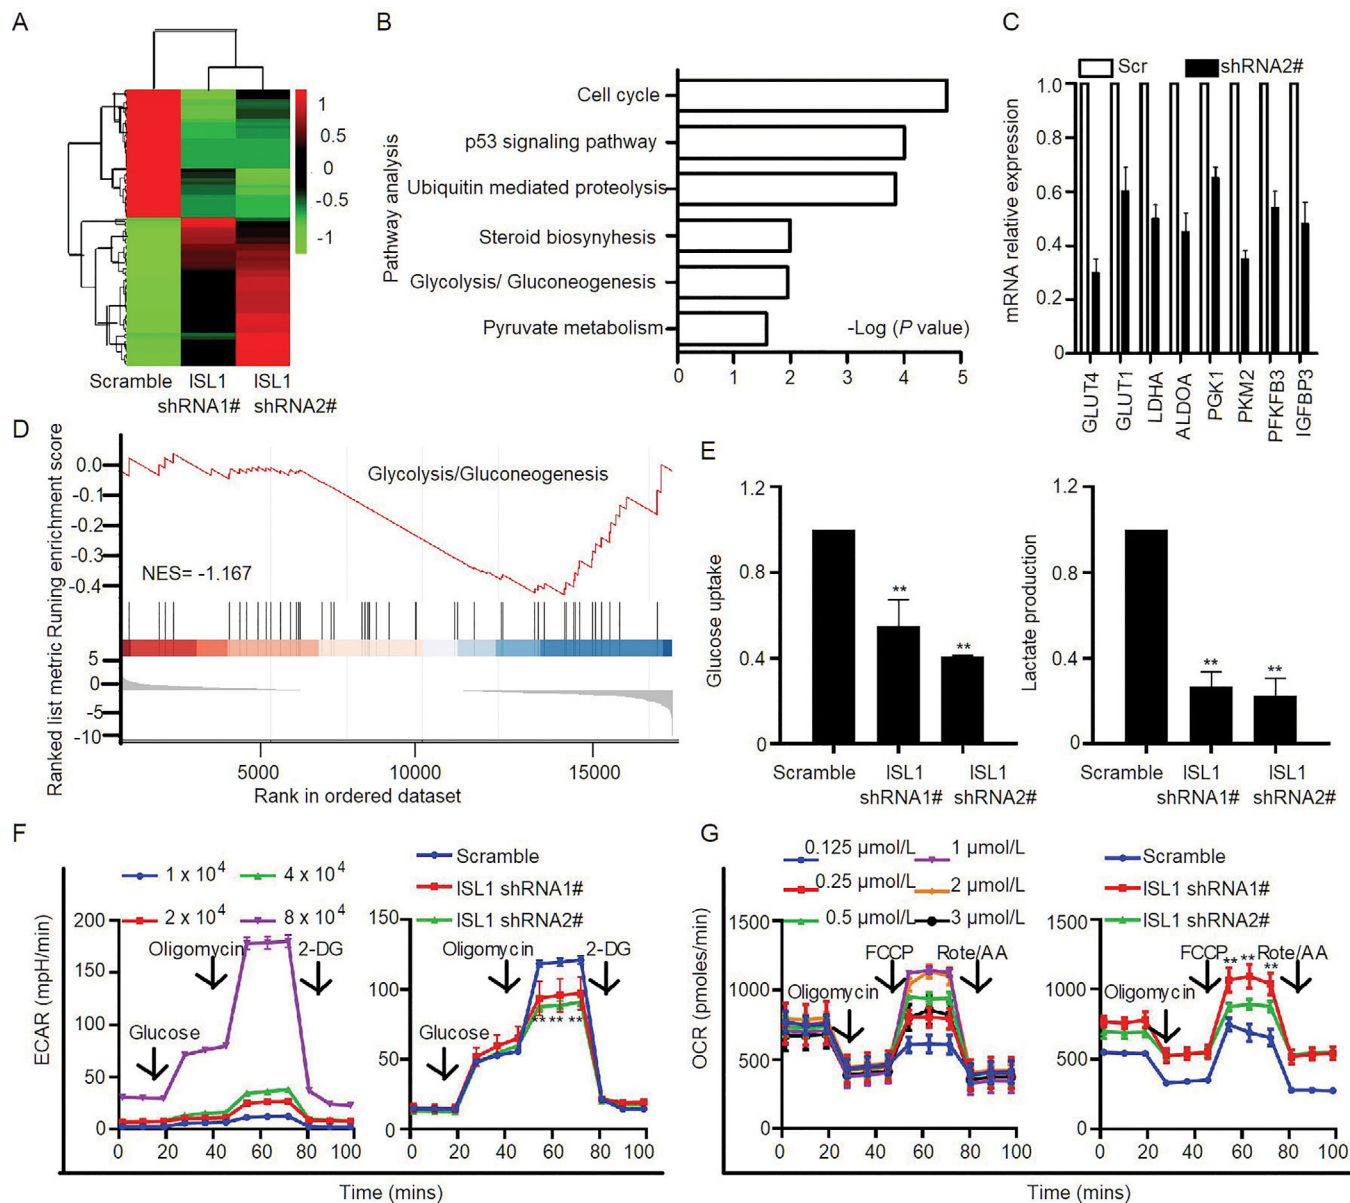 A
1
0.5
0
-0.5
-1
Scramble
ISL1
shRNA1#
ISL1
shRNA2#
B
Pathway analysis
Cell cycle
p53 signaling pathway
Ubiquitin mediated proteolysis
Steroid biosynyhesis
Glycolysis/ Gluconeogenesis
Pyruvate metabolism
-Log (P value)
0 1 2 3 4 5
C
Scr
shRNA2#
mRNA relative expression
1.0
0.8
0.6
0.4
0.2
0
GLUT4
GLUT1
LDHA
ALDOA
PGK1
PKM2
PFKFB3
IGFBP3
D
Ranked list metric Runing enrichment score
0.0
-0.1
-0.2
-0.3
-0.4
Glycolysis/Gluconeogenesis
NES= -1.167
5
0
-5
-10
5000 10000 15000
Rank in ordered dataset
E
Glucose uptake
1.2
0.8
0.4
0
**
**
Scramble
ISL1
shRNA1#
ISL1
shRNA2#
Lactate production
1.2
0.8
0.4
0
**
**
Scramble
ISL1
shRNA1#
ISL1
shRNA2#
F
1 x 10⁴
4 x 10⁴
2 x 10⁴
8 x 10⁴
ECAR (mpH/min)
200
150
100
50
0
Oligomycin
2-DG
Glucose
0 20 40 60 80 100
Scramble
ISL1 shRNA1#
ISL1 shRNA2#
150
100
50
0
Oligomycin
2-DG
Glucose
** ** **
0 20 40 60 80 100
Time (mins)
G
0.125 µmol/L
1 µmol/L
0.25 µmol/L
2 µmol/L
0.5 µmol/L
3 µmol/L
OCR (pmoles/min)
1500
1000
500
0
FCCP
Rote/AA
Oligomycin
0 20 40 60 80 100
Scramble
ISL1 shRNA1#
ISL1 shRNA2#
1500
1000
500
0
FCCP
Rote/AA
** ** **
Oligomycin
0 20 40 60 80 100
Time (mins)